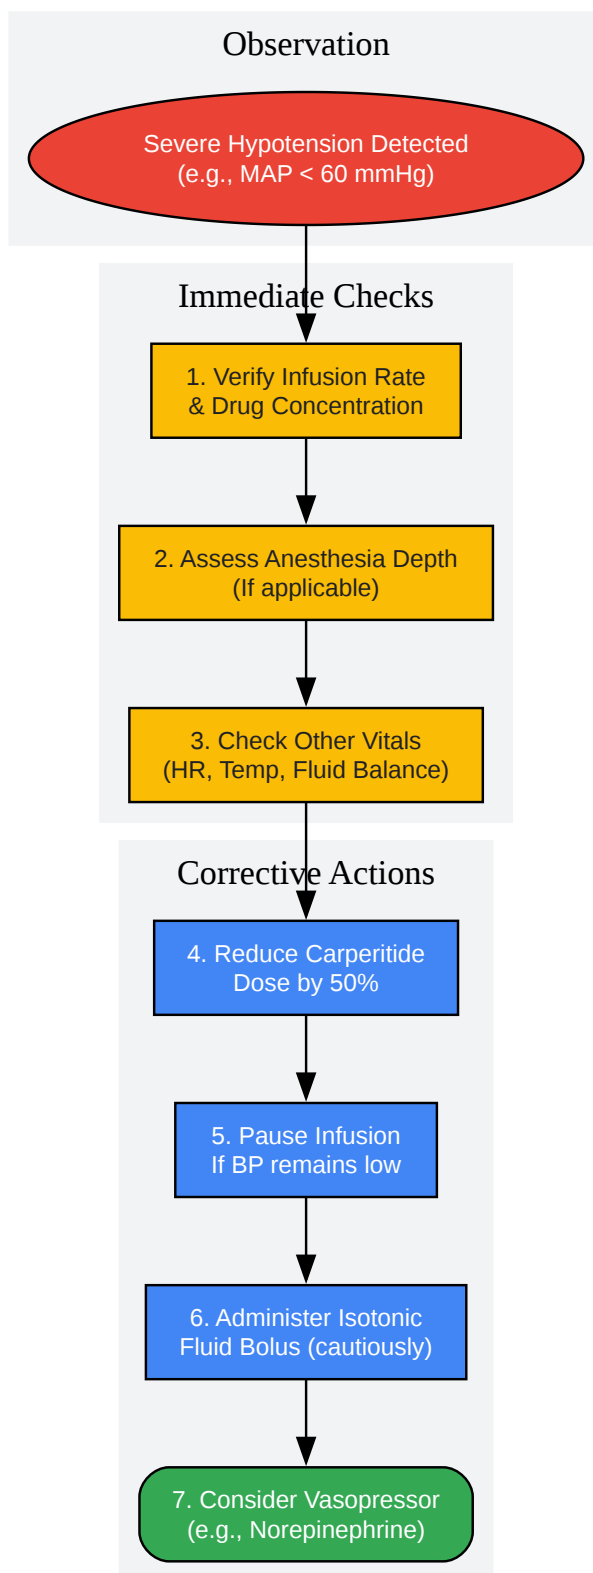 Observation
Severe Hypotension Detected
(e.g., MAP < 60 mmHg)
Immediate Checks
1. Verify Infusion Rate
& Drug Concentration
2. Assess Anesthesia Depth
(If applicable)
3. Check Other Vitals
(HR, Temp, Fluid Balance)
Corrective Actions
4. Reduce Carperitide
Dose by 50%
5. Pause Infusion
If BP remains low
6. Administer Isotonic
Fluid Bolus (cautiously)
7. Consider Vasopressor
(e.g., Norepinephrine)